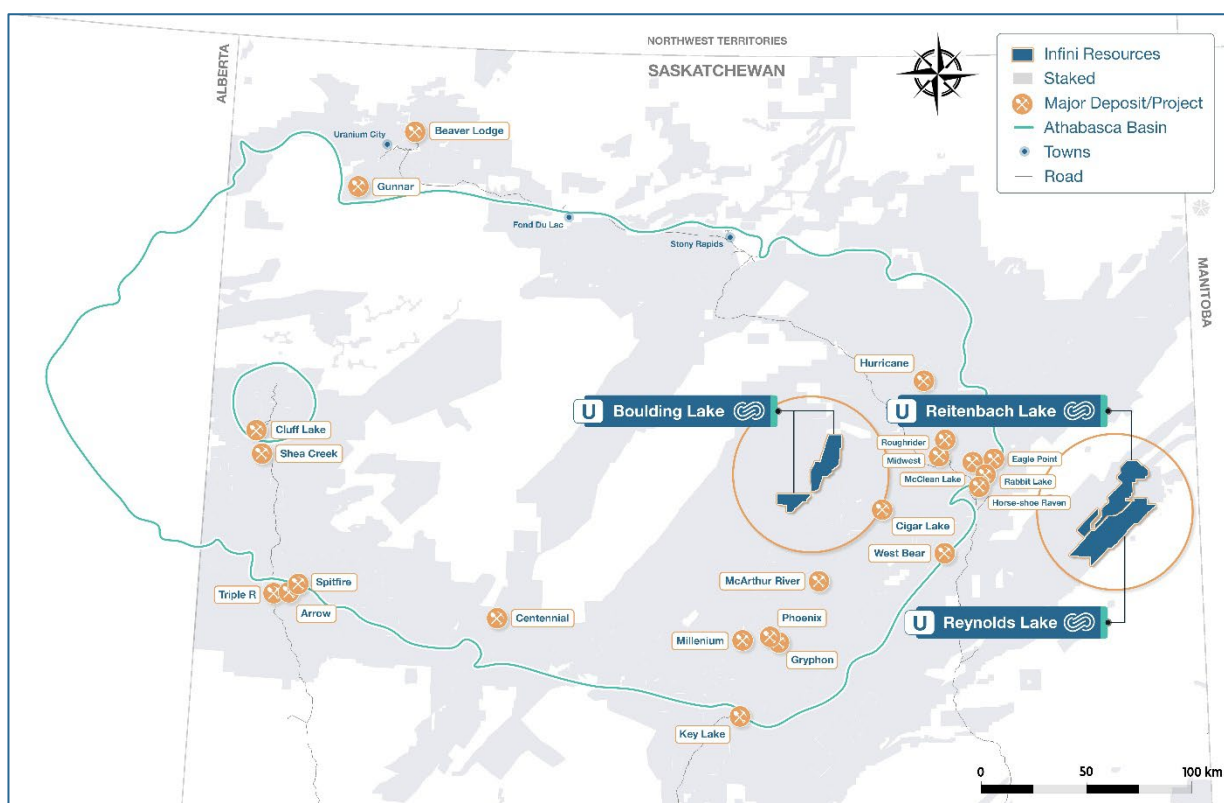 NORTHWEST TERRITORIES
SASKATCHEWAN
ALBERTA
MANITOBA
Infini Resources
Staked
Major Deposit/Project
Athabasca Basin
Towns
Road
Uranium City
Beaver Lodge
Gunnar
Fond Du Lac
Stony Rapids
Hurricane
U Boulding Lake
U Reitenbach Lake
Cluff Lake
Shea Creek
Roughrider
Midwest
Eagle Point
McClean Lake
Rabbit Lake
Horse-shoe Raven
Cigar Lake
West Bear
Spitfire
Triple R
Arrow
McArthur River
Centennial
Phoenix
Millenium
Gryphon
U Reynolds Lake
Key Lake
0 50 100 km